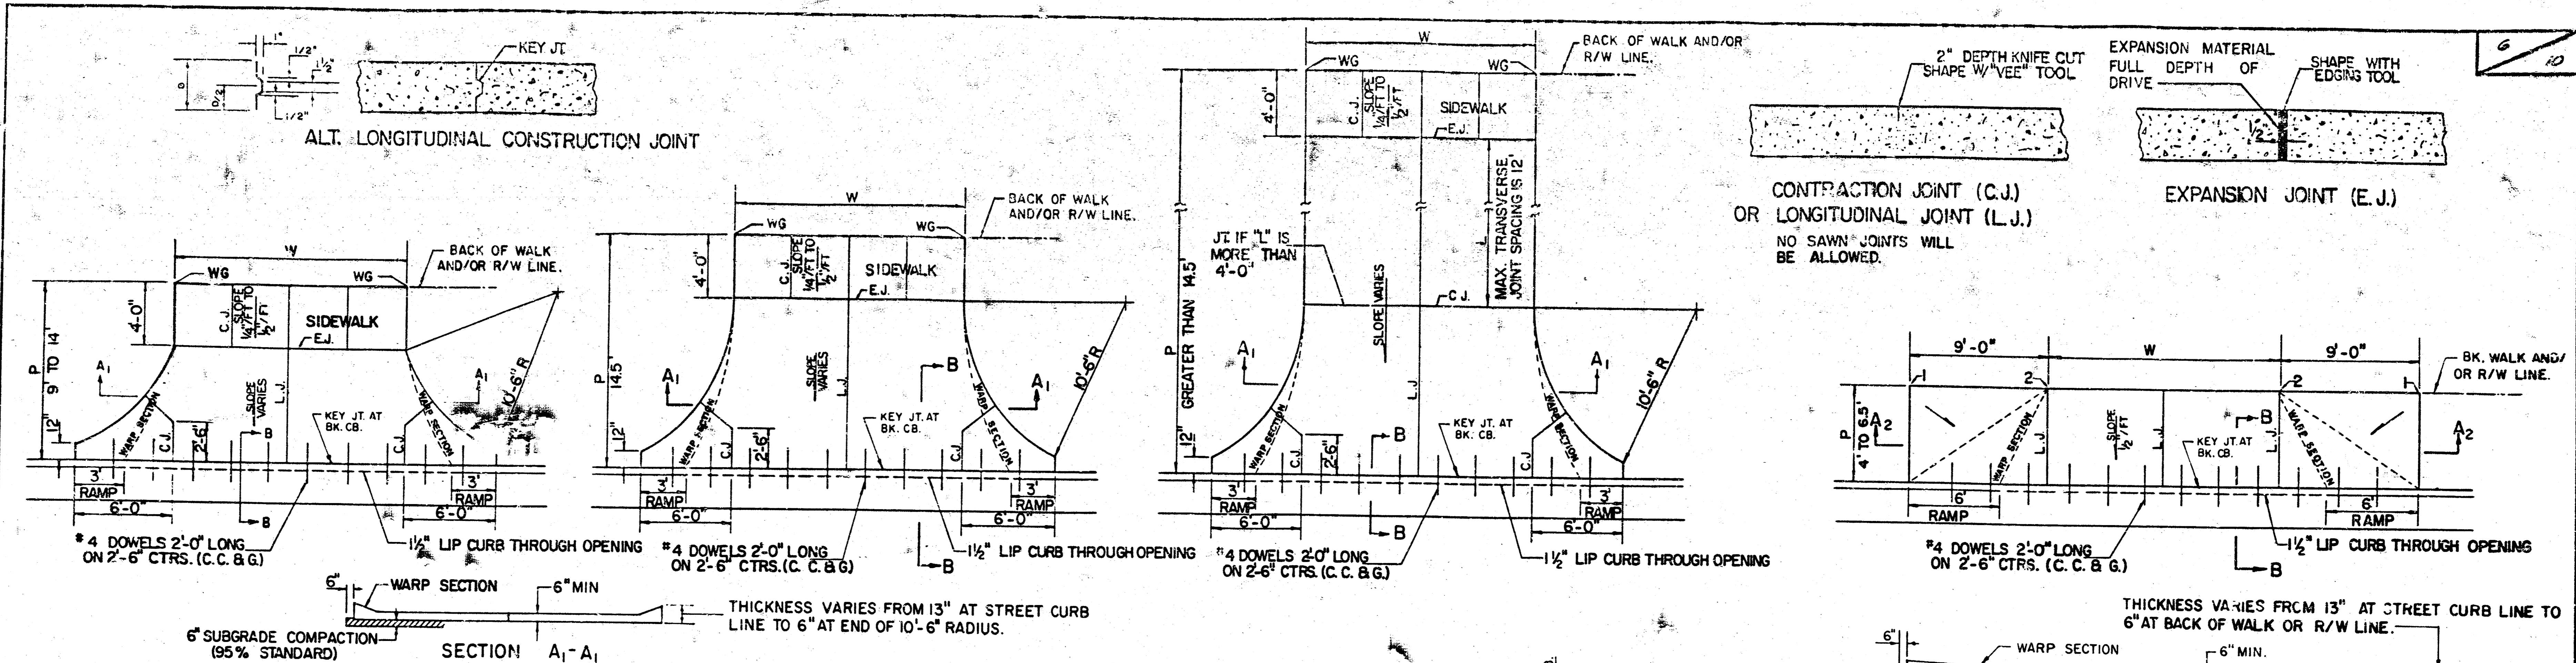 1"
1/2"
1½"
D
D/2
1/2"
KEY JT.
ALT. LONGITUDINAL CONSTRUCTION JOINT
2" DEPTH KNIFE CUT
SHAPE W/"VEE" TOOL
CONTRACTION JOINT (C.J.)
OR LONGITUDINAL JOINT (L.J.)
NO SAWN JOINTS WILL
BE ALLOWED.
EXPANSION MATERIAL
FULL DEPTH OF
DRIVE
SHAPE WITH
EDGING TOOL
½"
EXPANSION JOINT (E.J.)
6/10
W
BACK OF WALK
AND/OR R/W LINE.
WG
WG
4'-0"
C.J.
SLOPE
¼"/FT TO
½"/FT
SIDEWALK
E.J.
P
9' TO 14'
12"
A1
A1
10'-6" R
WARP SECTION
WARP SECTION
SLOPE
VARIES
L.J.
KEY JT. AT
BK. CB.
C.J.
2'-6"
C.J.
B
B
3'
RAMP
6'-0"
3'
RAMP
6'-0"
#4 DOWELS 2'-0" LONG
ON 2'-6" CTRS. (C. C. & G.)
1½" LIP CURB THROUGH OPENING
W
BACK OF WALK
AND/OR R/W LINE.
WG
WG
4'-0"
C.J.
SLOPE
¼"/FT TO
½"/FT
SIDEWALK
E.J.
P
14.5'
12"
A1
A1
10'-6" R
WARP SECTION
WARP SECTION
SLOPE
VARIES
L.J.
KEY JT. AT
BK. CB.
C.J.
2'-6"
C.J.
B
B
3'
RAMP
6'-0"
3'
RAMP
6'-0"
#4 DOWELS 2'-0" LONG
ON 2'-6" CTRS. (C. C. & G.)
1½" LIP CURB THROUGH OPENING
W
BACK OF WALK AND/OR
R/W LINE.
WG
WG
4'-0"
C.J.
SLOPE
¼"/FT TO
½"/FT
SIDEWALK
E.J.
JT. IF "L" IS
MORE THAN
4'-0"
L
MAX. TRANSVERSE
JOINT SPACING IS 12'
C.J.
P
GREATER THAN 14.5'
12"
A1
A1
10'-6" R
WARP SECTION
WARP SECTION
SLOPE VARIES
L.J.
KEY JT. AT
BK. CB.
C.J.
2'-6"
C.J.
B
B
3'
RAMP
6'-0"
3'
RAMP
6'-0"
#4 DOWELS 2'-0" LONG
ON 2'-6" CTRS. (C. C. & G.)
1½" LIP CURB THROUGH OPENING
9'-0"
W
9'-0"
BK. WALK AND/
OR R/W LINE.
1
2
2
1
P
4' TO 6.5'
A2
A2
WARP SECTION
WARP SECTION
L.J.
SLOPE
½"/FT
L.J.
L.J.
KEY JT. AT
BK. CB.
B
B
6'
RAMP
6'
RAMP
#4 DOWELS 2'-0" LONG
ON 2'-6" CTRS. (C. C. & G.)
1½" LIP CURB THROUGH OPENING
6"
WARP SECTION
6" MIN
THICKNESS VARIES FROM 13" AT STREET CURB
LINE TO 6" AT END OF 10'-6" RADIUS.
6" SUBGRADE COMPACTION
(95% STANDARD)
SECTION A1-A1
THICKNESS VARIES FROM 13" AT STREET CURB LINE TO
6" AT BACK OF WALK OR R/W LINE.
6"
WARP SECTION
6" MIN.